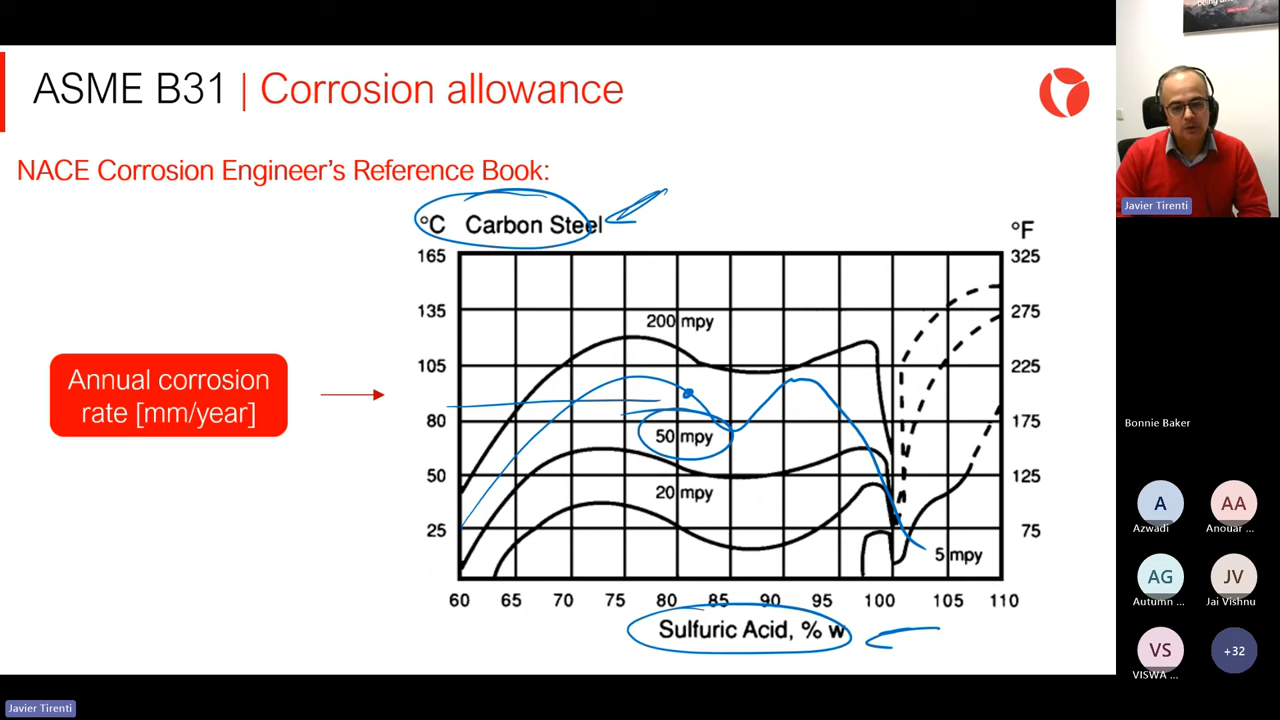 ASME B31 | Corrosion allowance
NACE Corrosion Engineer's Reference Book:
°C Carbon Steel
°F
165
325
135
275
200 mpy
105
225
80
175
50 mpy
50
125
20 mpy
25
75
5 mpy
60 65 70 75 80 85 90 95 100 105 110
Sulfuric Acid, % w
Annual corrosion
rate [mm/year]
Javier Tirenti
Bonnie Baker
A
Azwadi
AA
Anouar ...
AG
Autumn ...
JV
Jai Vishnu
VS
VISWA ...
+32
Javier Tirenti